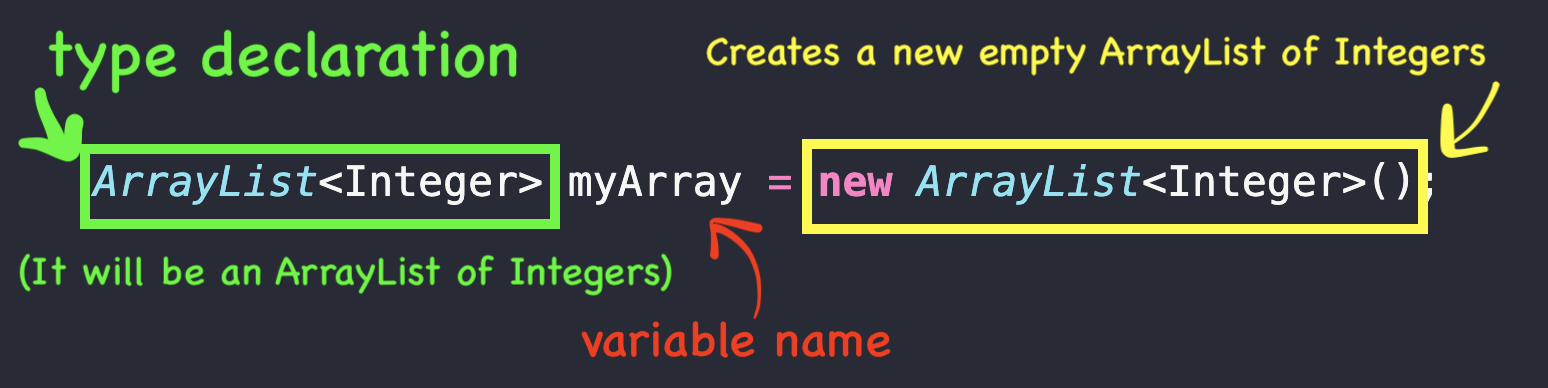 type declaration
Creates a new empty ArrayList of Integers
ArrayList<Integer> myArray = new ArrayList<Integer>();
(It will be an ArrayList of Integers)
variable name